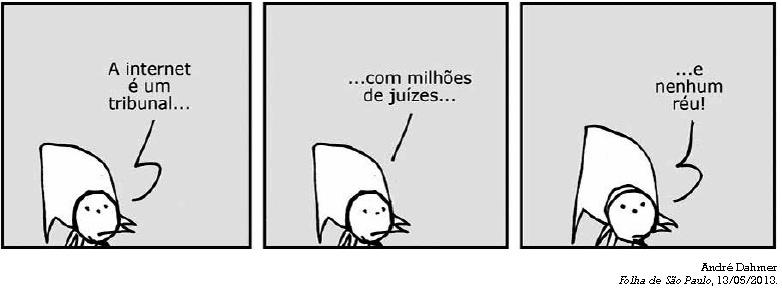 A internet
é um
tribunal...
...com milhões
de juízes...
...e
nenhum
réu!
André Dahmer
Folha de São Paulo, 13/05/2013.